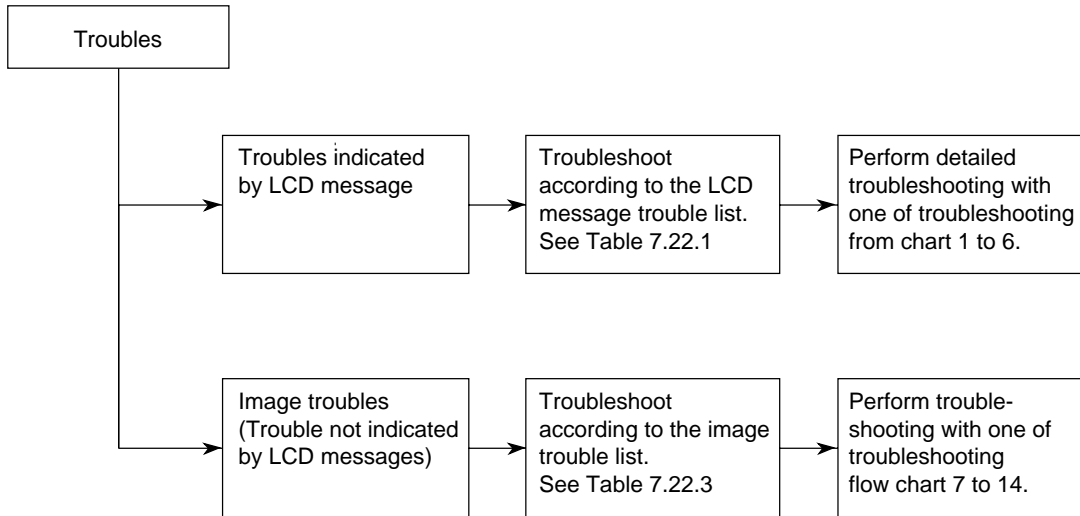 Troubles
Troubles indicated
by LCD message
Troubleshoot
according to the LCD
message trouble list.
See Table 7.22.1
Perform detailed
troubleshooting with
one of troubleshooting
from chart 1 to 6.
Image troubles
(Trouble not indicated
by LCD messages)
Troubleshoot
according to the image
trouble list.
See Table 7.22.3
Perform trouble-
shooting with one of
troubleshooting
flow chart 7 to 14.